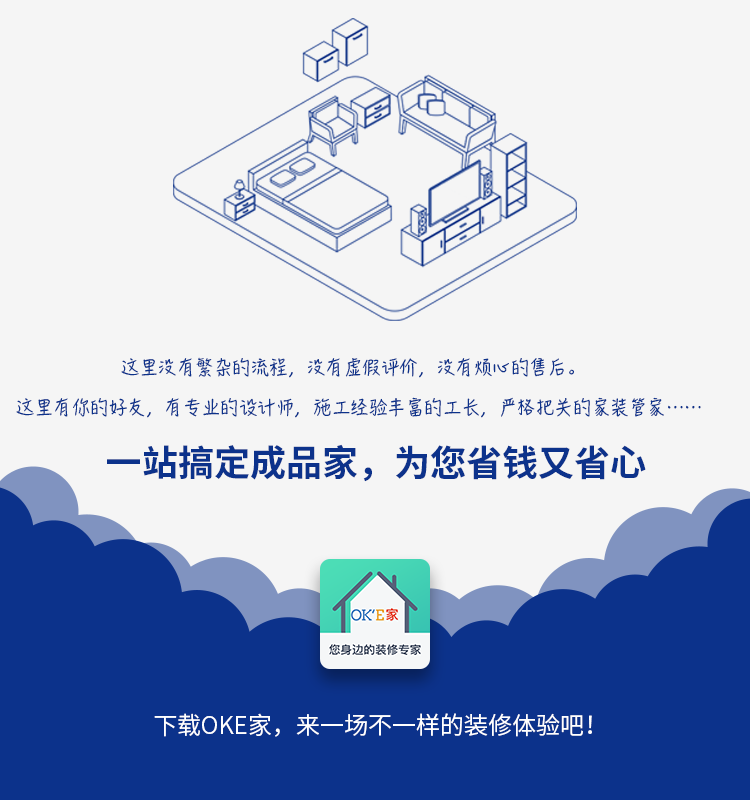 这里没有繁杂的流程，没有虚假评价，没有烦心的售后。
这里有你的好友，有专业的设计师，施工经验丰富的工长，严格把关的家装管家……
一站搞定成品家，为您省钱又省心
OK'E家
您身边的装修专家
下载OKE家，来一场不一样的装修体验吧！